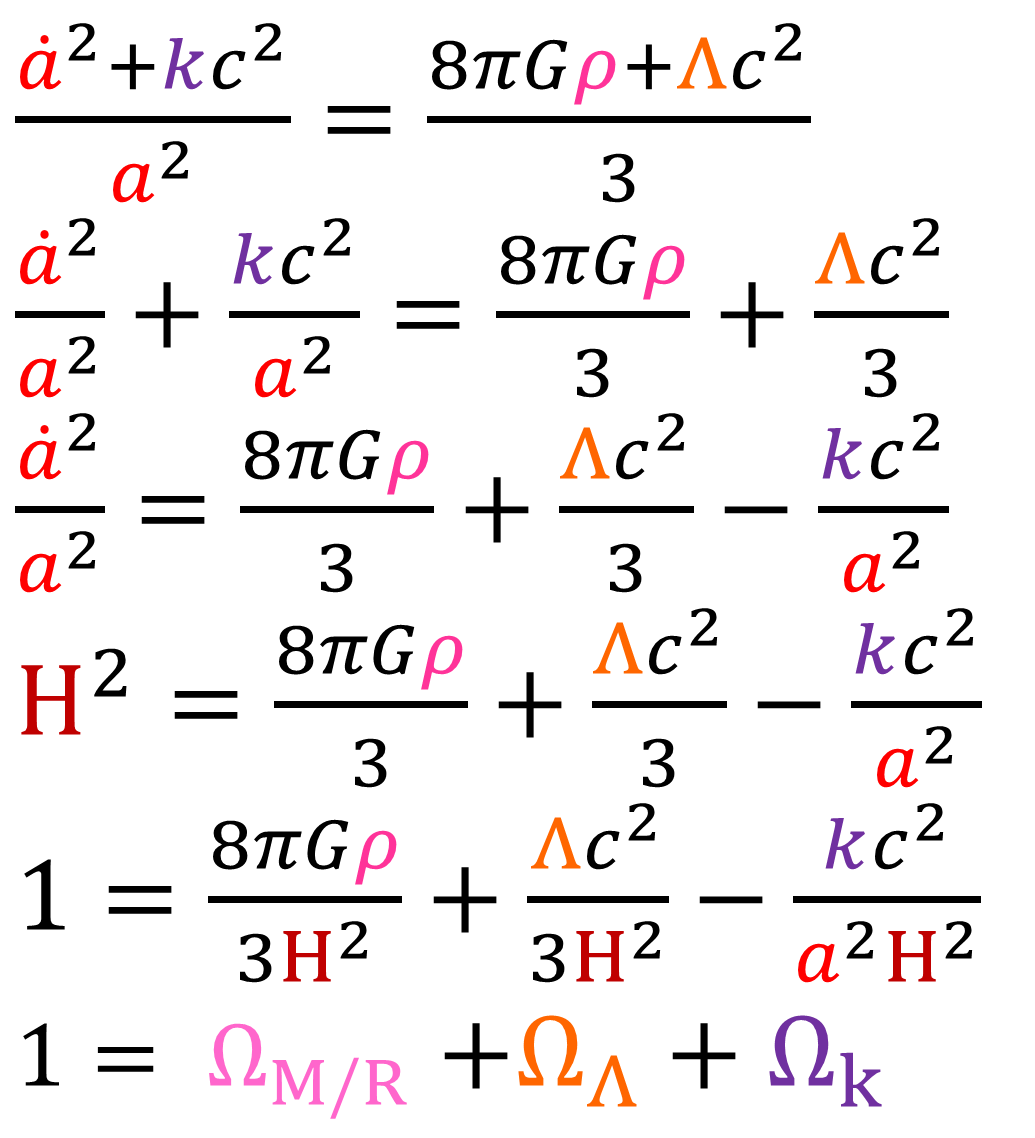 (ȧ²+kc²)/a² = (8πGρ+Λc²)/3
ȧ²/a² + kc²/a² = 8πGρ/3 + Λc²/3
ȧ²/a² = 8πGρ/3 + Λc²/3 − kc²/a²
H² = 8πGρ/3 + Λc²/3 − kc²/a²
1 = 8πGρ/3H² + Λc²/3H² − kc²/a²H²
1 = Ω_M/R + Ω_Λ + Ω_k